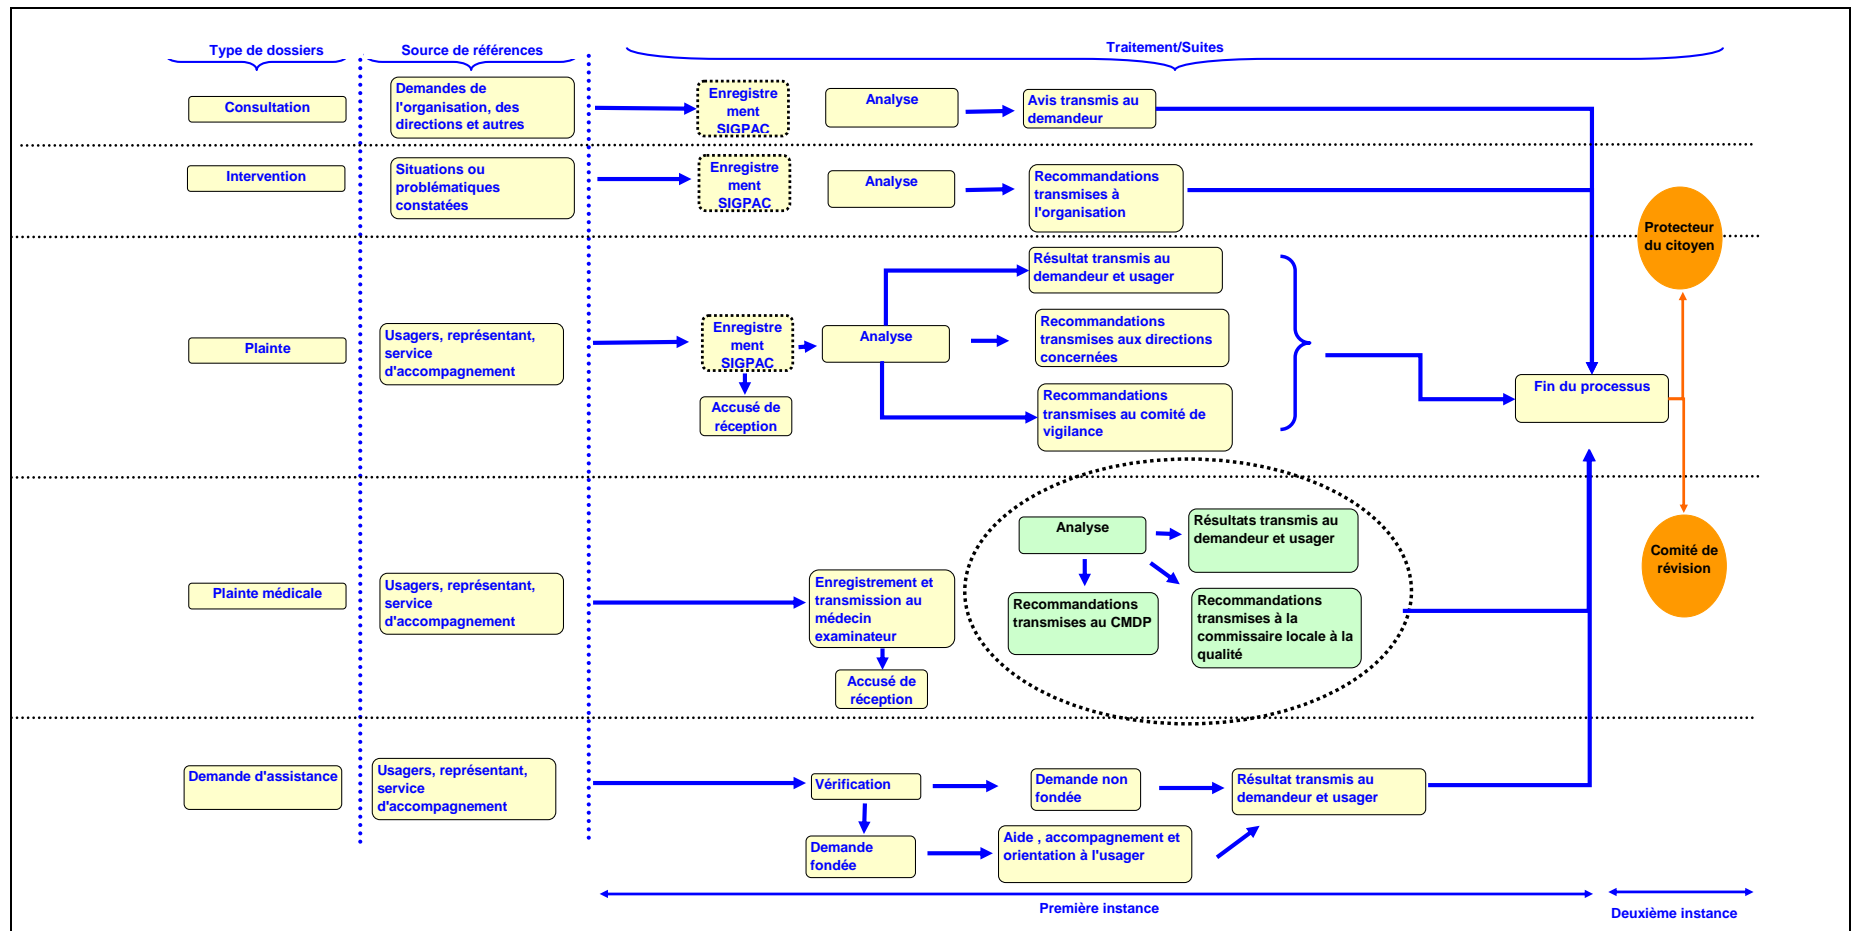 Type de dossiers
Source de références
Traitement/Suites
Consultation
Demandes de
l'organisation, des
directions et autres
Enregistre
ment
SIGPAC
Analyse
Avis transmis au
demandeur
Intervention
Situations ou
problématiques
constatées
Enregistre
ment
SIGPAC
Analyse
Recommandations
transmises à
l'organisation
Protecteur
du citoyen
Plainte
Usagers, représentant,
service
d'accompagnement
Enregistre
ment
SIGPAC
Accusé de
réception
Analyse
Résultat transmis au
demandeur et usager
Recommandations
transmises aux directions
concernées
Recommandations
transmises au comité de
vigilance
Fin du processus
Plainte médicale
Usagers, représentant,
service
d'accompagnement
Enregistrement et
transmission au
médecin
examinateur
Accusé de
réception
Analyse
Résultats transmis au
demandeur et usager
Recommandations
transmises au CMDP
Recommandations
transmises à la
commissaire locale à la
qualité
Comité de
révision
Demande d'assistance
Usagers, représentant,
service
d'accompagnement
Vérification
Demande non
fondée
Résultat transmis au
demandeur et usager
Demande
fondée
Aide , accompagnement et
orientation à l'usager
Première instance
Deuxième instance